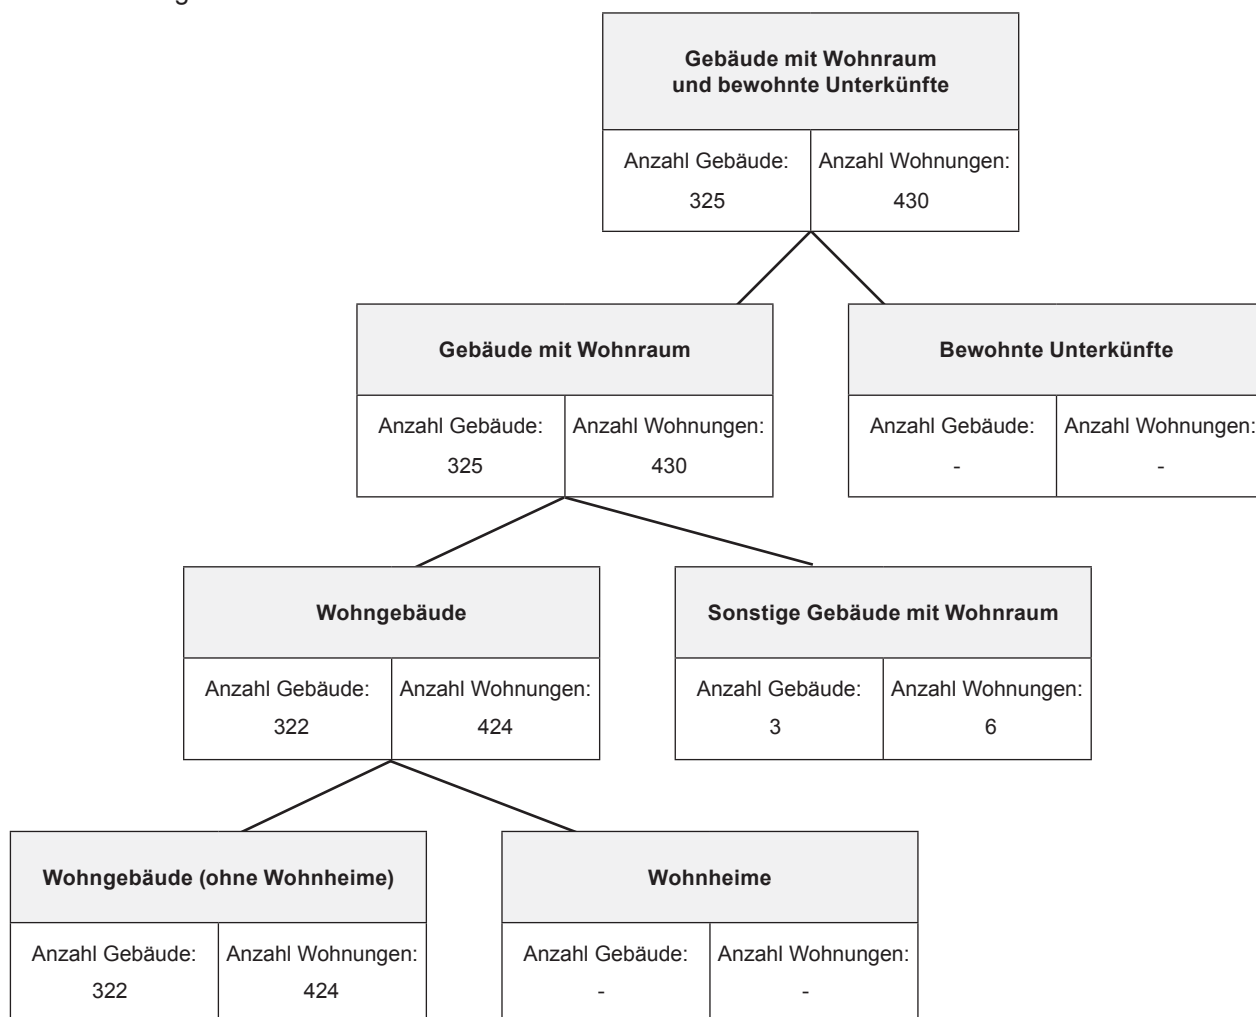 Gebäude mit Wohnraum
und bewohnte Unterkünfte
Anzahl Gebäude: Anzahl Wohnungen:
325 430
Gebäude mit Wohnraum Bewohnte Unterkünfte
Anzahl Gebäude: Anzahl Wohnungen: Anzahl Gebäude: Anzahl Wohnungen:
325 430 - -
Wohngebäude Sonstige Gebäude mit Wohnraum
Anzahl Gebäude: Anzahl Wohnungen: Anzahl Gebäude: Anzahl Wohnungen:
322 424 3 6
Wohngebäude (ohne Wohnheime) Wohnheime
Anzahl Gebäude: Anzahl Wohnungen: Anzahl Gebäude: Anzahl Wohnungen:
322 424 - -